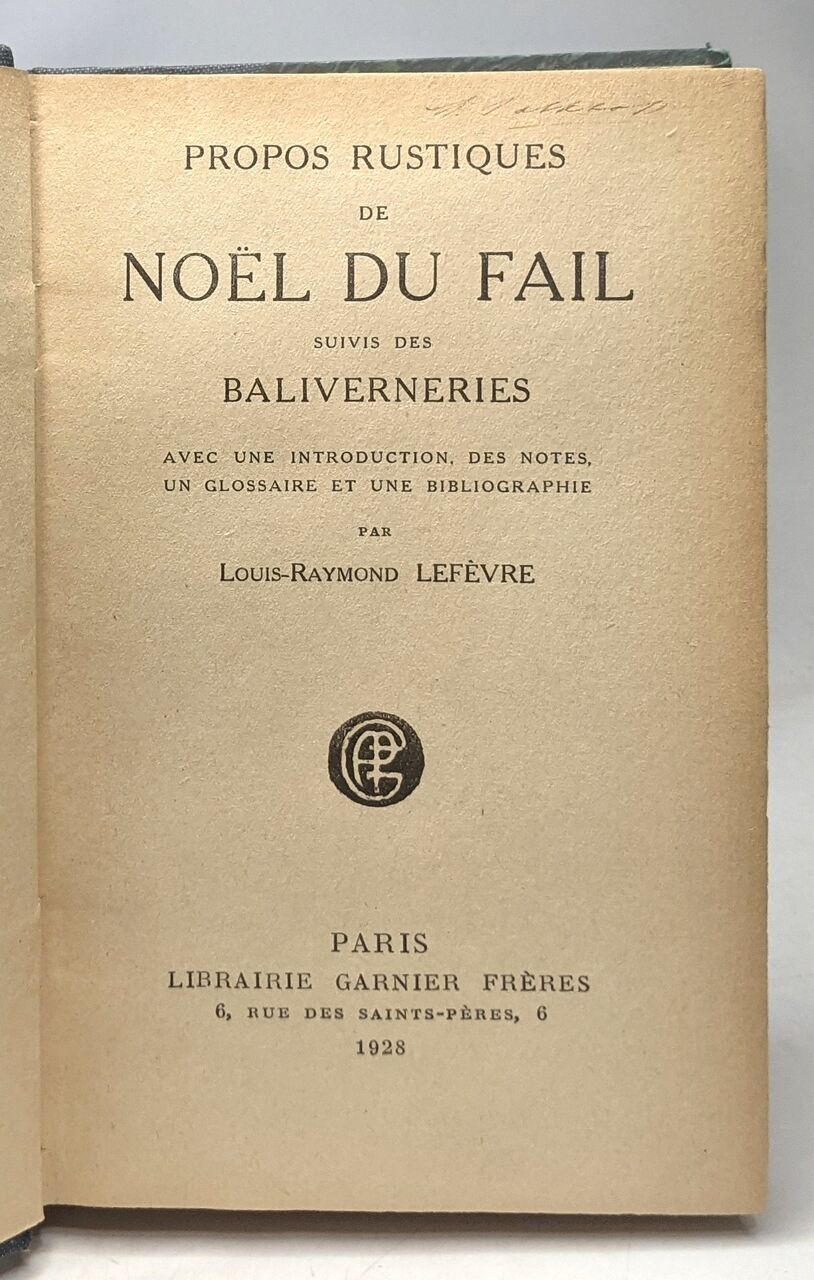 PROPOS RUSTIQUES
DE
NOËL DU FAIL
SUIVIS DES
BALIVERNERIES
AVEC UNE INTRODUCTION, DES NOTES,
UN GLOSSAIRE ET UNE BIBLIOGRAPHIE
PAR
LOUIS-RAYMOND LEFÈVRE
PARIS
LIBRAIRIE GARNIER FRÈRES
6, RUE DES SAINTS-PÈRES, 6
1928